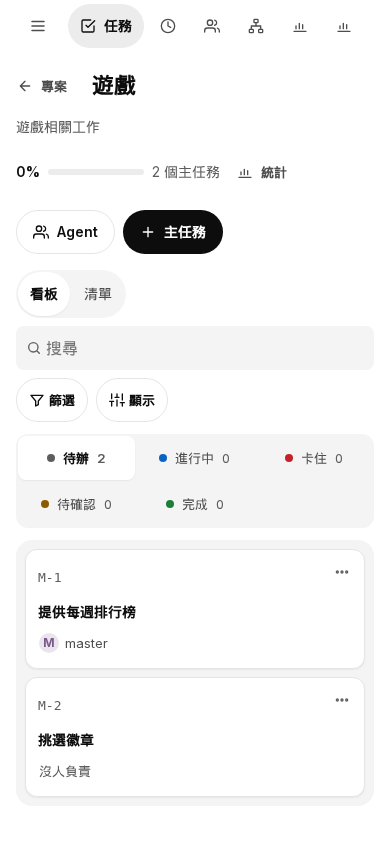 任務
專案 遊戲
遊戲相關工作
0% 2 個主任務 統計
Agent 主任務
看板 清單
搜尋
篩選 顯示
待辦 2 進行中 0 卡住 0
待確認 0 完成 0
M-1
提供每週排行榜
M master
M-2
挑選徽章
沒人負責